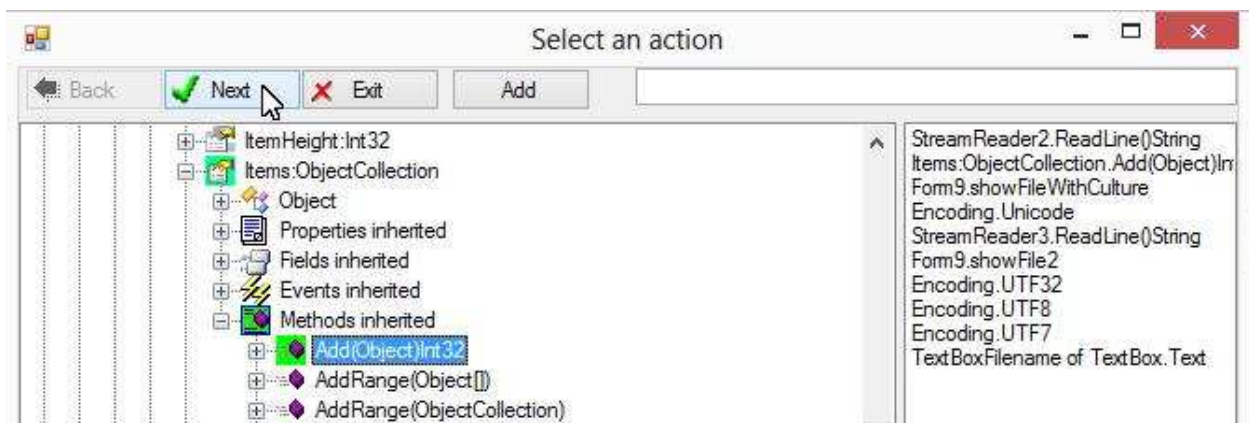 Select an action
Back Next Exit Add
ItemHeight:Int32
Items:ObjectCollection
Object
Properties inherited
Fields inherited
Events inherited
Methods inherited
Add(Object)Int32
AddRange(Object[])
AddRange(ObjectCollection)
StreamReader2.ReadLine()String
Items:ObjectCollection.Add(Object)In
Form9.showFileWithCulture
Encoding.Unicode
StreamReader3.ReadLine()String
Form9.showFile2
Encoding.UTF32
Encoding.UTF8
Encoding.UTF7
TextBoxFilename of TextBox.Text